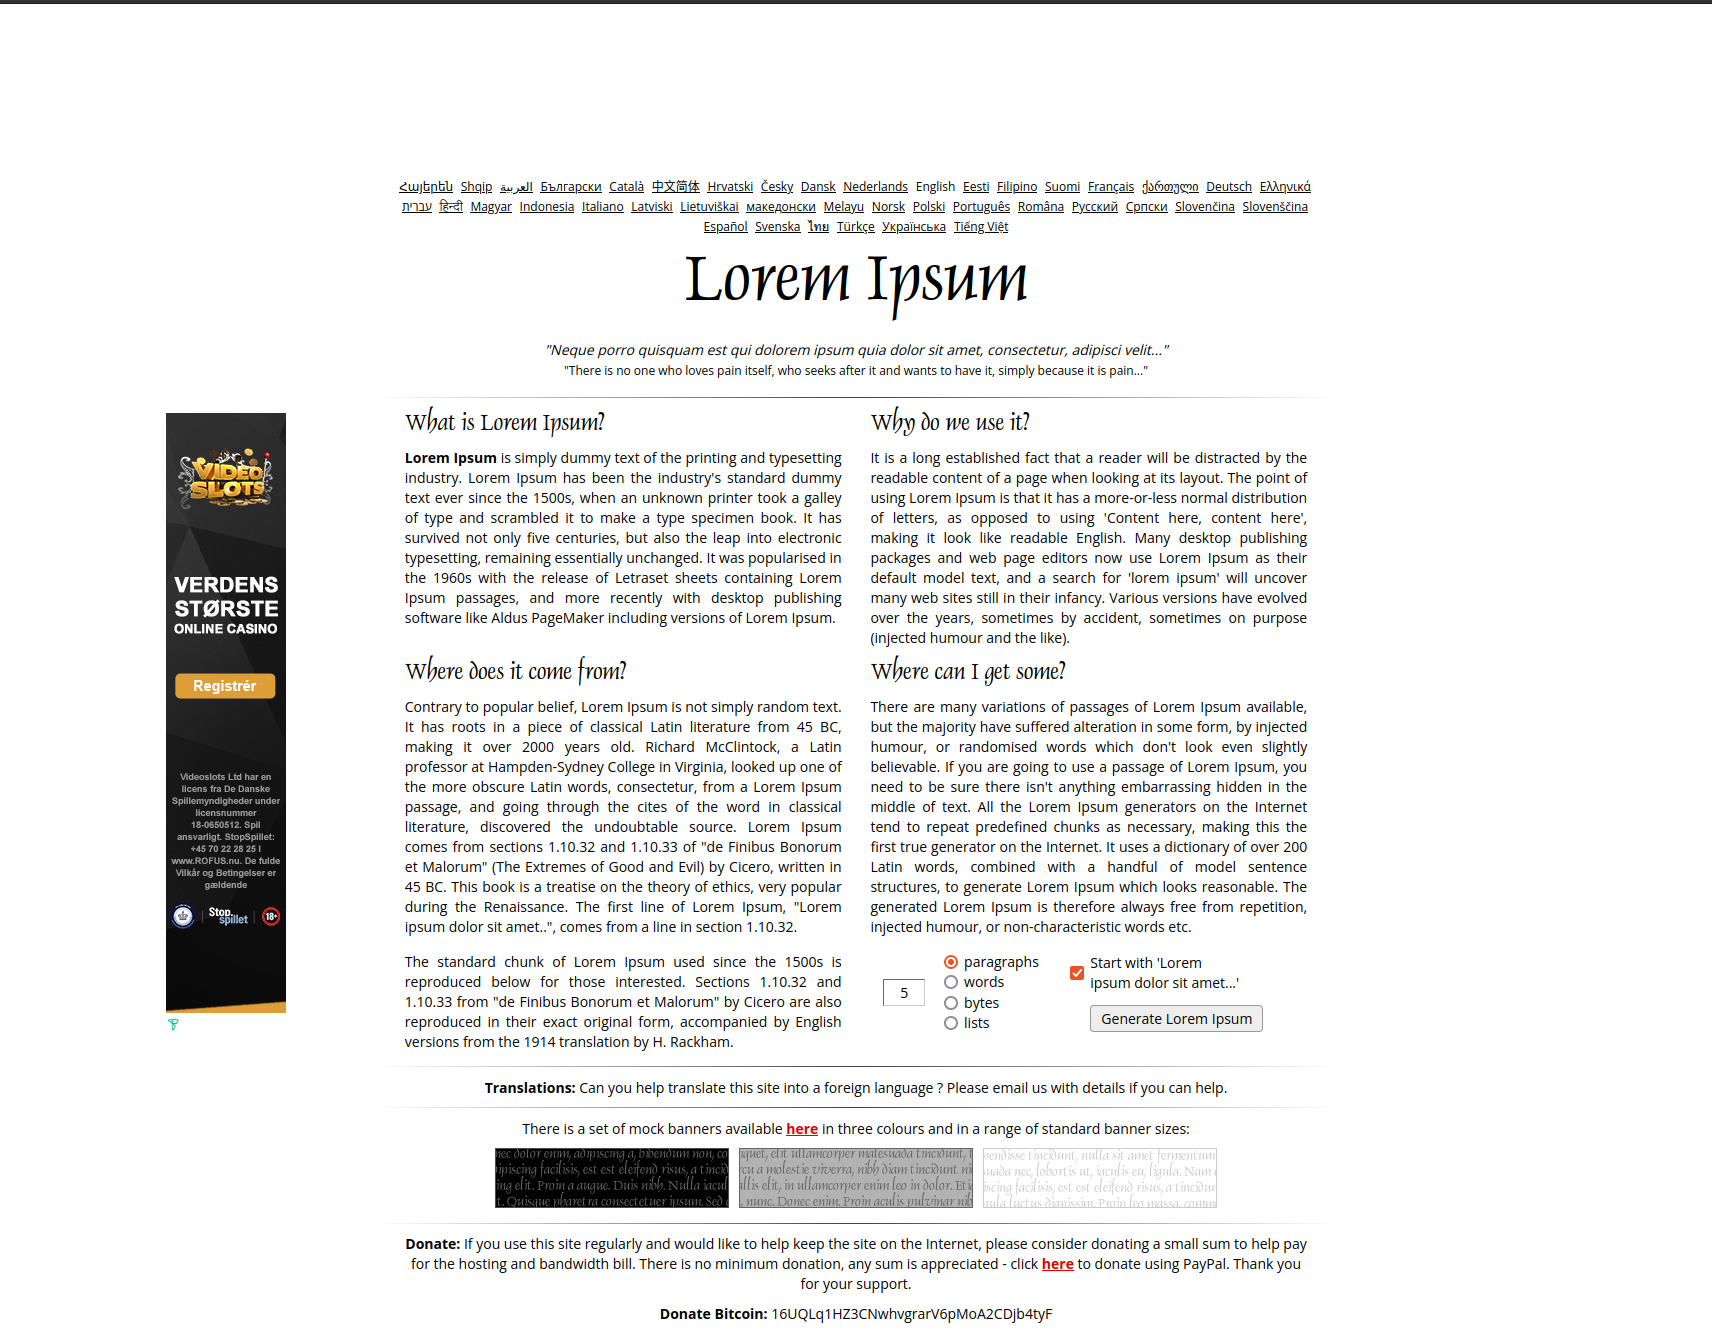 Հայերեն Shqip العربية Български Català 中文简体 Hrvatski Česky Dansk Nederlands English Eesti Filipino Suomi Français ქართული Deutsch Ελληνικά
עברית हिन्दी Magyar Indonesia Italiano Latviski Lietuviškai македонски Melayu Norsk Polski Português Româna Pyccкий Српски Slovenčina Slovenščina
Español Svenska ไทย Türkçe Українська Tiếng Việt
Lorem Ipsum
"Neque porro quisquam est qui dolorem ipsum quia dolor sit amet, consectetur, adipisci velit..."
"There is no one who loves pain itself, who seeks after it and wants to have it, simply because it is pain..."
VIDEO
SLOTS
VERDENS
STØRSTE
ONLINE CASINO
Registrér
Videoslots Ltd har en
licens fra De Danske
Spillemyndigheder under
licensnummer
18-0650512. Spil
ansvarligt. StopSpillet:
+45 70 22 28 25 I
www.ROFUS.nu. De fulde
Vilkår og Betingelser er
gældende
Stop
spillet
18+
What is Lorem Ipsum?
Lorem Ipsum is simply dummy text of the printing and typesetting
industry. Lorem Ipsum has been the industry's standard dummy
text ever since the 1500s, when an unknown printer took a galley
of type and scrambled it to make a type specimen book. It has
survived not only five centuries, but also the leap into electronic
typesetting, remaining essentially unchanged. It was popularised in
the 1960s with the release of Letraset sheets containing Lorem
Ipsum passages, and more recently with desktop publishing
software like Aldus PageMaker including versions of Lorem Ipsum.
Why do we use it?
It is a long established fact that a reader will be distracted by the
readable content of a page when looking at its layout. The point of
using Lorem Ipsum is that it has a more-or-less normal distribution
of letters, as opposed to using 'Content here, content here',
making it look like readable English. Many desktop publishing
packages and web page editors now use Lorem Ipsum as their
default model text, and a search for 'lorem ipsum' will uncover
many web sites still in their infancy. Various versions have evolved
over the years, sometimes by accident, sometimes on purpose
(injected humour and the like).
Where does it come from?
Contrary to popular belief, Lorem Ipsum is not simply random text.
It has roots in a piece of classical Latin literature from 45 BC,
making it over 2000 years old. Richard McClintock, a Latin
professor at Hampden-Sydney College in Virginia, looked up one of
the more obscure Latin words, consectetur, from a Lorem Ipsum
passage, and going through the cites of the word in classical
literature, discovered the undoubtable source. Lorem Ipsum
comes from sections 1.10.32 and 1.10.33 of "de Finibus Bonorum
et Malorum" (The Extremes of Good and Evil) by Cicero, written in
45 BC. This book is a treatise on the theory of ethics, very popular
during the Renaissance. The first line of Lorem Ipsum, "Lorem
ipsum dolor sit amet..", comes from a line in section 1.10.32.
The standard chunk of Lorem Ipsum used since the 1500s is
reproduced below for those interested. Sections 1.10.32 and
1.10.33 from "de Finibus Bonorum et Malorum" by Cicero are also
reproduced in their exact original form, accompanied by English
versions from the 1914 translation by H. Rackham.
Where can I get some?
There are many variations of passages of Lorem Ipsum available,
but the majority have suffered alteration in some form, by injected
humour, or randomised words which don't look even slightly
believable. If you are going to use a passage of Lorem Ipsum, you
need to be sure there isn't anything embarrassing hidden in the
middle of text. All the Lorem Ipsum generators on the Internet
tend to repeat predefined chunks as necessary, making this the
first true generator on the Internet. It uses a dictionary of over 200
Latin words, combined with a handful of model sentence
structures, to generate Lorem Ipsum which looks reasonable. The
generated Lorem Ipsum is therefore always free from repetition,
injected humour, or non-characteristic words etc.
5
paragraphs
words
bytes
lists
Start with 'Lorem
ipsum dolor sit amet...'
Generate Lorem Ipsum
Translations: Can you help translate this site into a foreign language ? Please email us with details if you can help.
There is a set of mock banners available here in three colours and in a range of standard banner sizes:
nec dolor enim, adipiscing a, bibendum non, co
ipiscing facilisis, est est eleifend risus, a tincid
ing elit. Proin a augue. Duis nibh. Nulla iacul
t. Quisque pharetra consectetuer ipsum. Sed
iquet, elit ullamcorper malesuada tincidunt, t
rcu a molestie viverra, nibh diam tincidunt ni
illis elit, in ullamcorper enim leo in dolor. Eti
, nunc. Donec enim. Proin aculis pulvinar nib
pendisse tincidunt, nulla sit amet fermentum
suada nec, lobortis ut, iaculis eu, ligula. Nam
iscing facilisis, est est eleifend risus, a tincidun
gula luctus dignissim. Proin leo massa, comm
Donate: If you use this site regularly and would like to help keep the site on the Internet, please consider donating a small sum to help pay
for the hosting and bandwidth bill. There is no minimum donation, any sum is appreciated - click here to donate using PayPal. Thank you
for your support.
Donate Bitcoin: 16UQLq1HZ3CNwhvgrarV6pMoA2CDjb4tyF